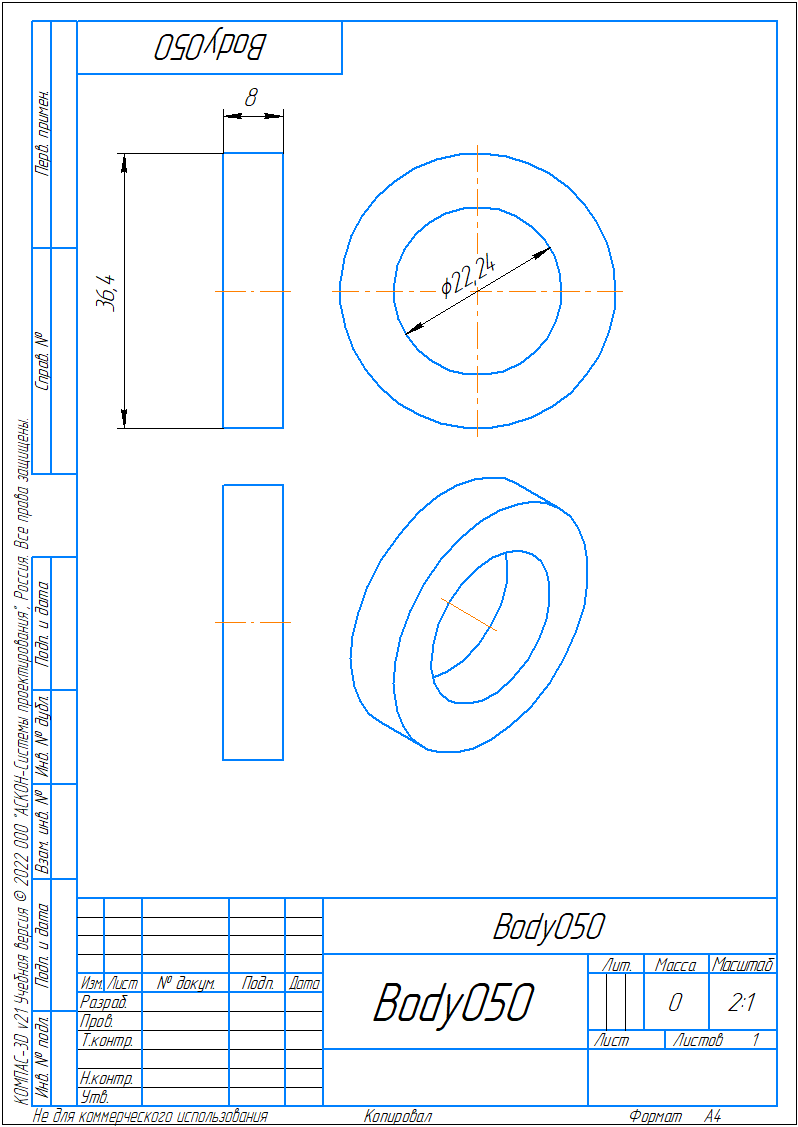 Body050
8
36,4
ϕ22,24
Перв. примен.
Справ. №
Подп. и дата
Инв. № дубл.
Взам. инв. №
Подп. и дата
Инв. № подл.
КОМПАС-3D v21 Учебная версия © 2022 ООО "АСКОН-Системы проектирования", Россия. Все права защищены.
Body050
Изм. Лист № докум. Подп. Дата
Разраб.
Пров.
Т.контр.
Н.контр.
Утв.
Body050
Лит. Масса Масштаб
0 2:1
Лист Листов 1
Не для коммерческого использования Копировал Формат A4